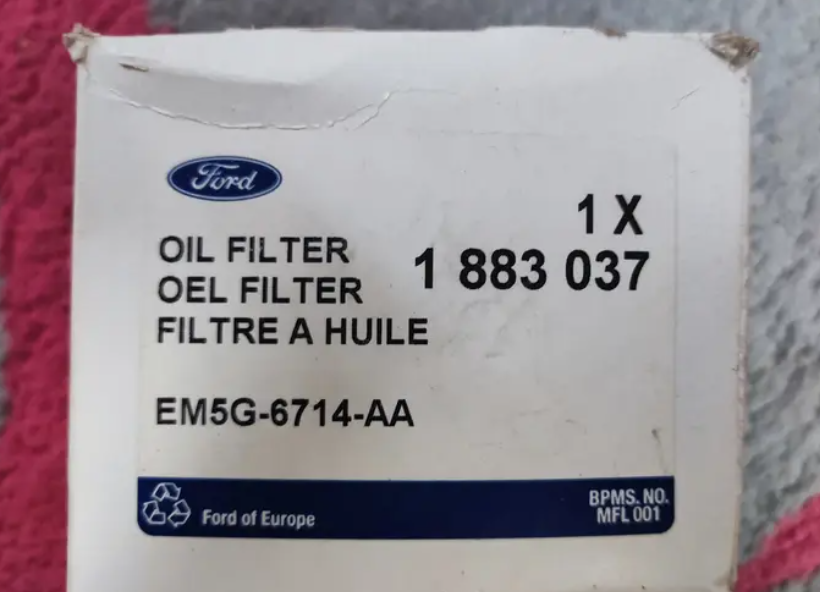 Ford
1 X
OIL FILTER
1 883 037
OEL FILTER
FILTRE A HUILE
EM5G-6714-AA
Ford of Europe
BPMS. NO.
MFL 001